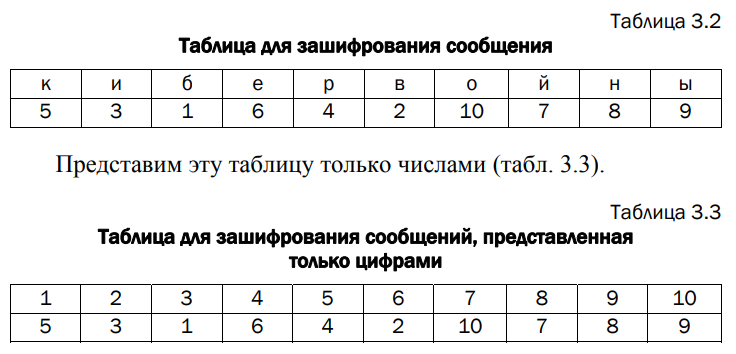 Таблица 3.2
Таблица для зашифрования сообщения
к и б е р в о й н ы
5 3 1 6 4 2 10 7 8 9
Представим эту таблицу только числами (табл. 3.3).
Таблица 3.3
Таблица для зашифрования сообщений, представленная
только цифрами
1 2 3 4 5 6 7 8 9 10
5 3 1 6 4 2 10 7 8 9